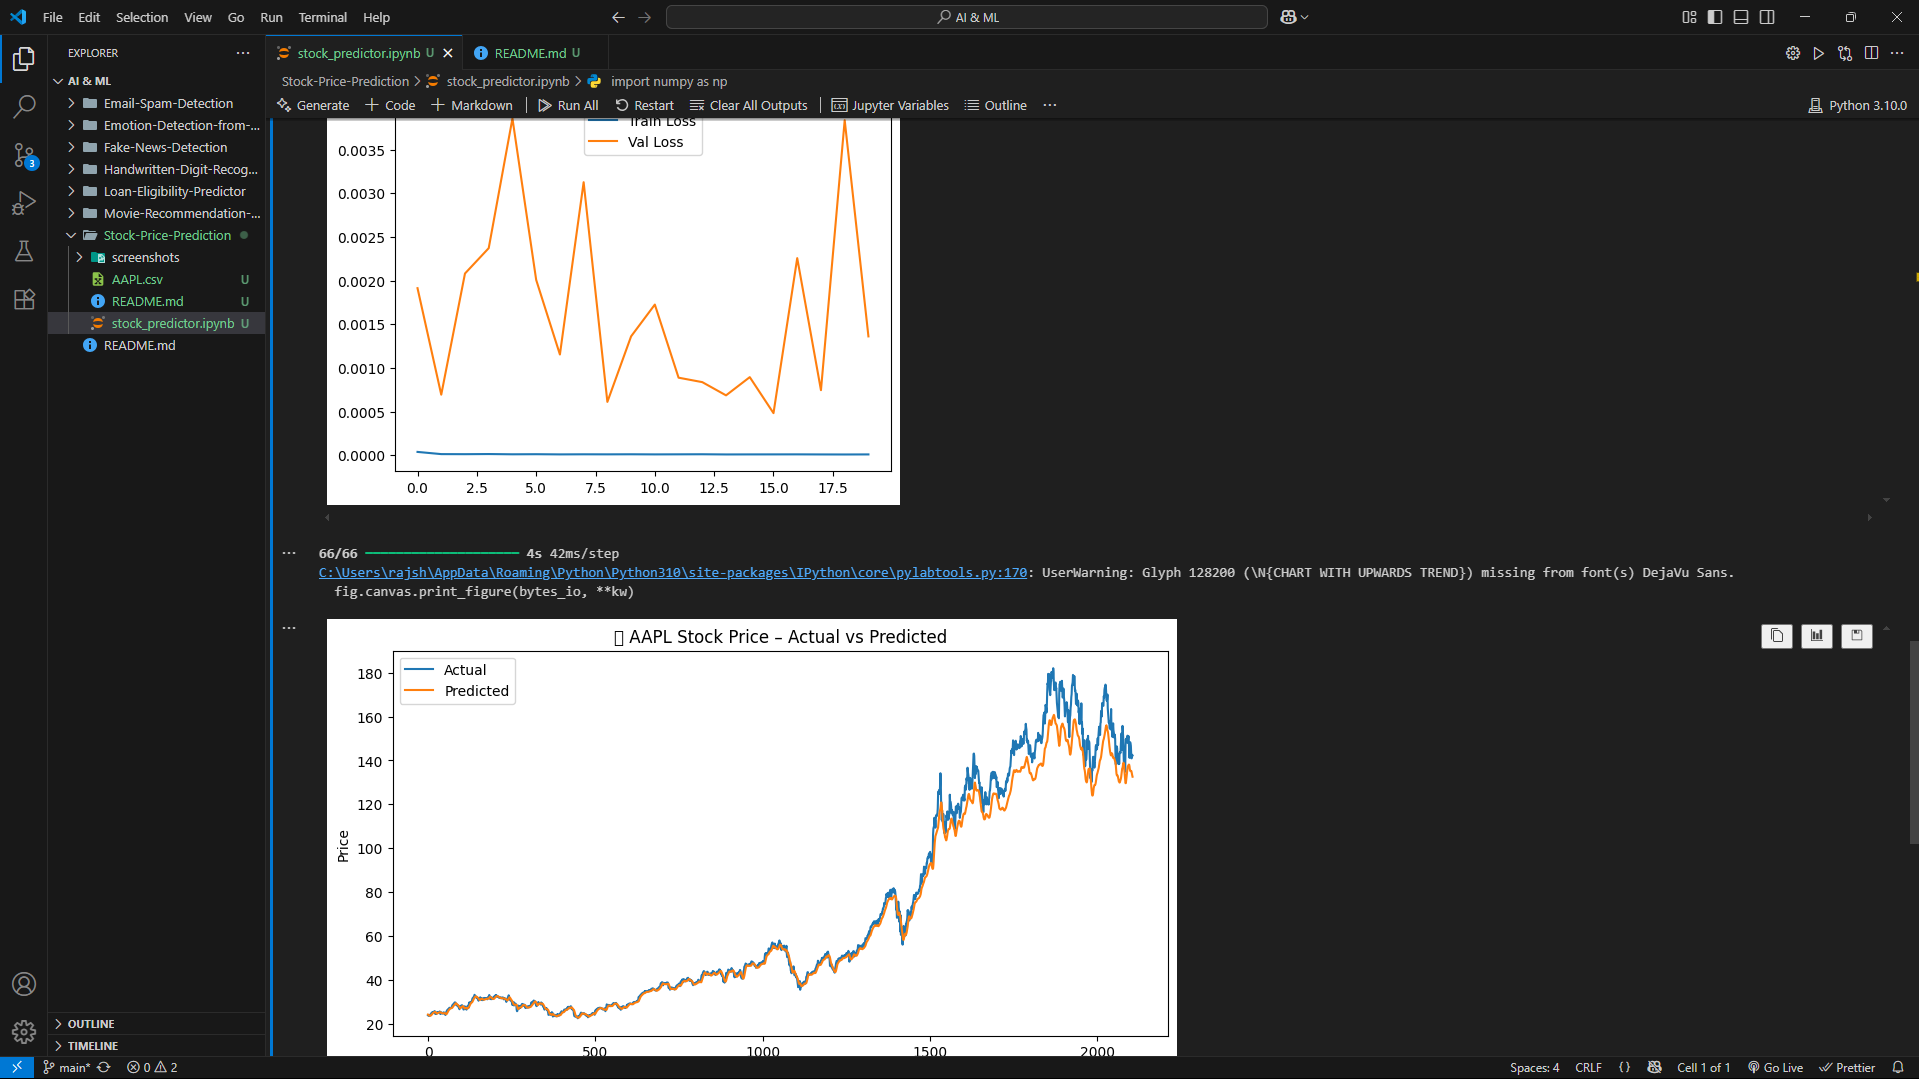 File Edit Selection View Go Run Terminal Help
AI & ML
EXPLORER
stock_predictor.ipynb U
README.md U
AI & ML
Stock-Price-Prediction > stock_predictor.ipynb > import numpy as np
Email-Spam-Detection
Generate + Code + Markdown Run All Restart Clear All Outputs Jupyter Variables Outline ...
Python 3.10.0
Emotion-Detection-from-...
Fake-News-Detection
Handwritten-Digit-Recog...
Loan-Eligibility-Predictor
Movie-Recommendation-...
Stock-Price-Prediction
screenshots
AAPL.csv U
README.md U
stock_predictor.ipynb U
README.md
3
Train Loss
Val Loss
0.0035
0.0030
0.0025
0.0020
0.0015
0.0010
0.0005
0.0000
0.0 2.5 5.0 7.5 10.0 12.5 15.0 17.5
66/66 ━━━━━━━━━━━━━━━━━━━━ 4s 42ms/step
C:\Users\rajsh\AppData\Roaming\Python\Python310\site-packages\IPython\core\pylabtools.py:170: UserWarning: Glyph 128200 (\N{CHART WITH UPWARDS TREND}) missing from font(s) DejaVu Sans.
fig.canvas.print_figure(bytes_io, **kw)
AAPL Stock Price – Actual vs Predicted
Actual
Predicted
180
160
140
120
100
80
60
40
20
Price
0 500 1000 1500 2000
OUTLINE
TIMELINE
main* 0 2
Spaces: 4 CRLF {} Cell 1 of 1 Go Live Prettier